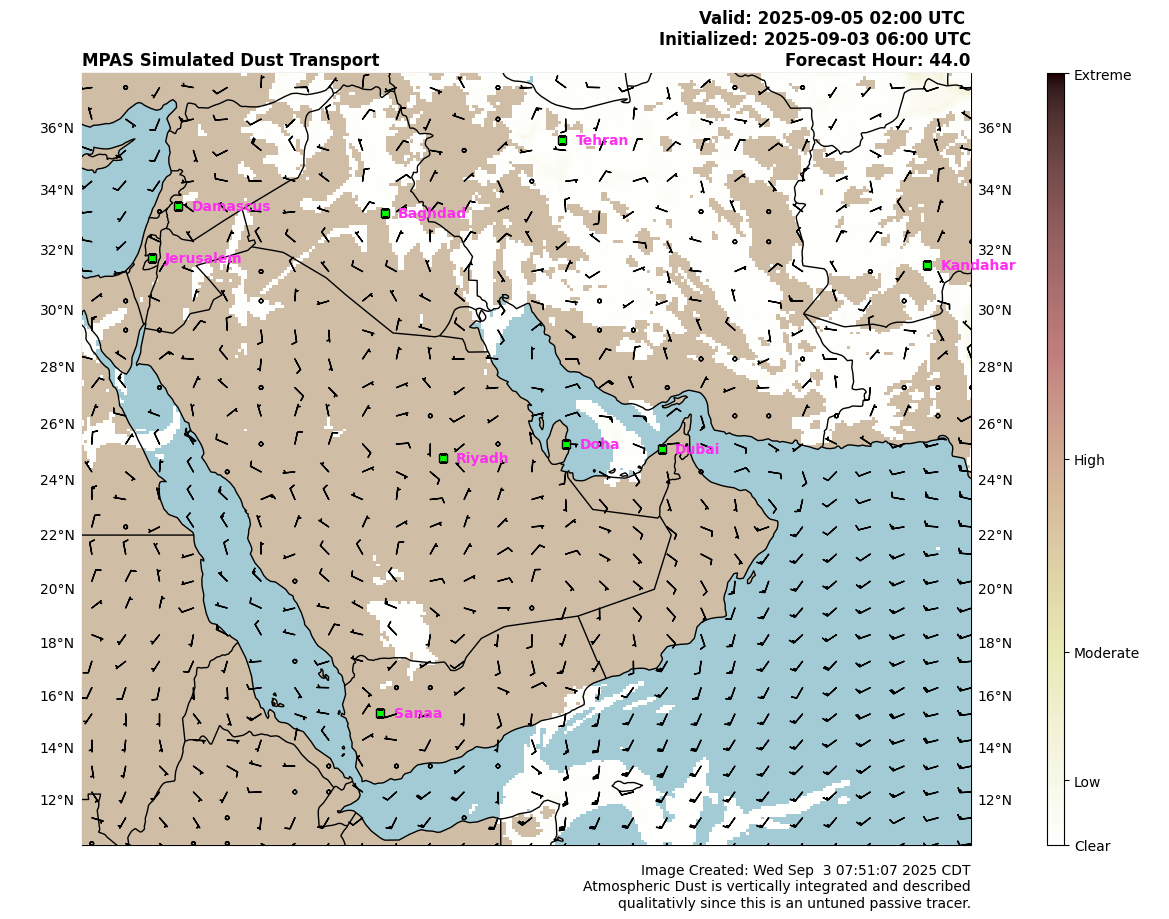 Valid: 2025-09-05 02:00 UTC
Initialized: 2025-09-03 06:00 UTC
MPAS Simulated Dust Transport
Forecast Hour: 44.0
Extreme
36°N
36°N
Tehran
34°N
34°N
Damascus
Baghdad
32°N
32°N
Jerusalem
Kandahar
30°N
30°N
28°N
28°N
26°N
26°N
Doha
Dubai
Riyadh
High
24°N
24°N
22°N
22°N
20°N
20°N
18°N
18°N
Moderate
16°N
16°N
Sanaa
14°N
14°N
Low
12°N
12°N
Clear
Image Created: Wed Sep  3 07:51:07 2025 CDT
Atmospheric Dust is vertically integrated and described
qualitativly since this is an untuned passive tracer.